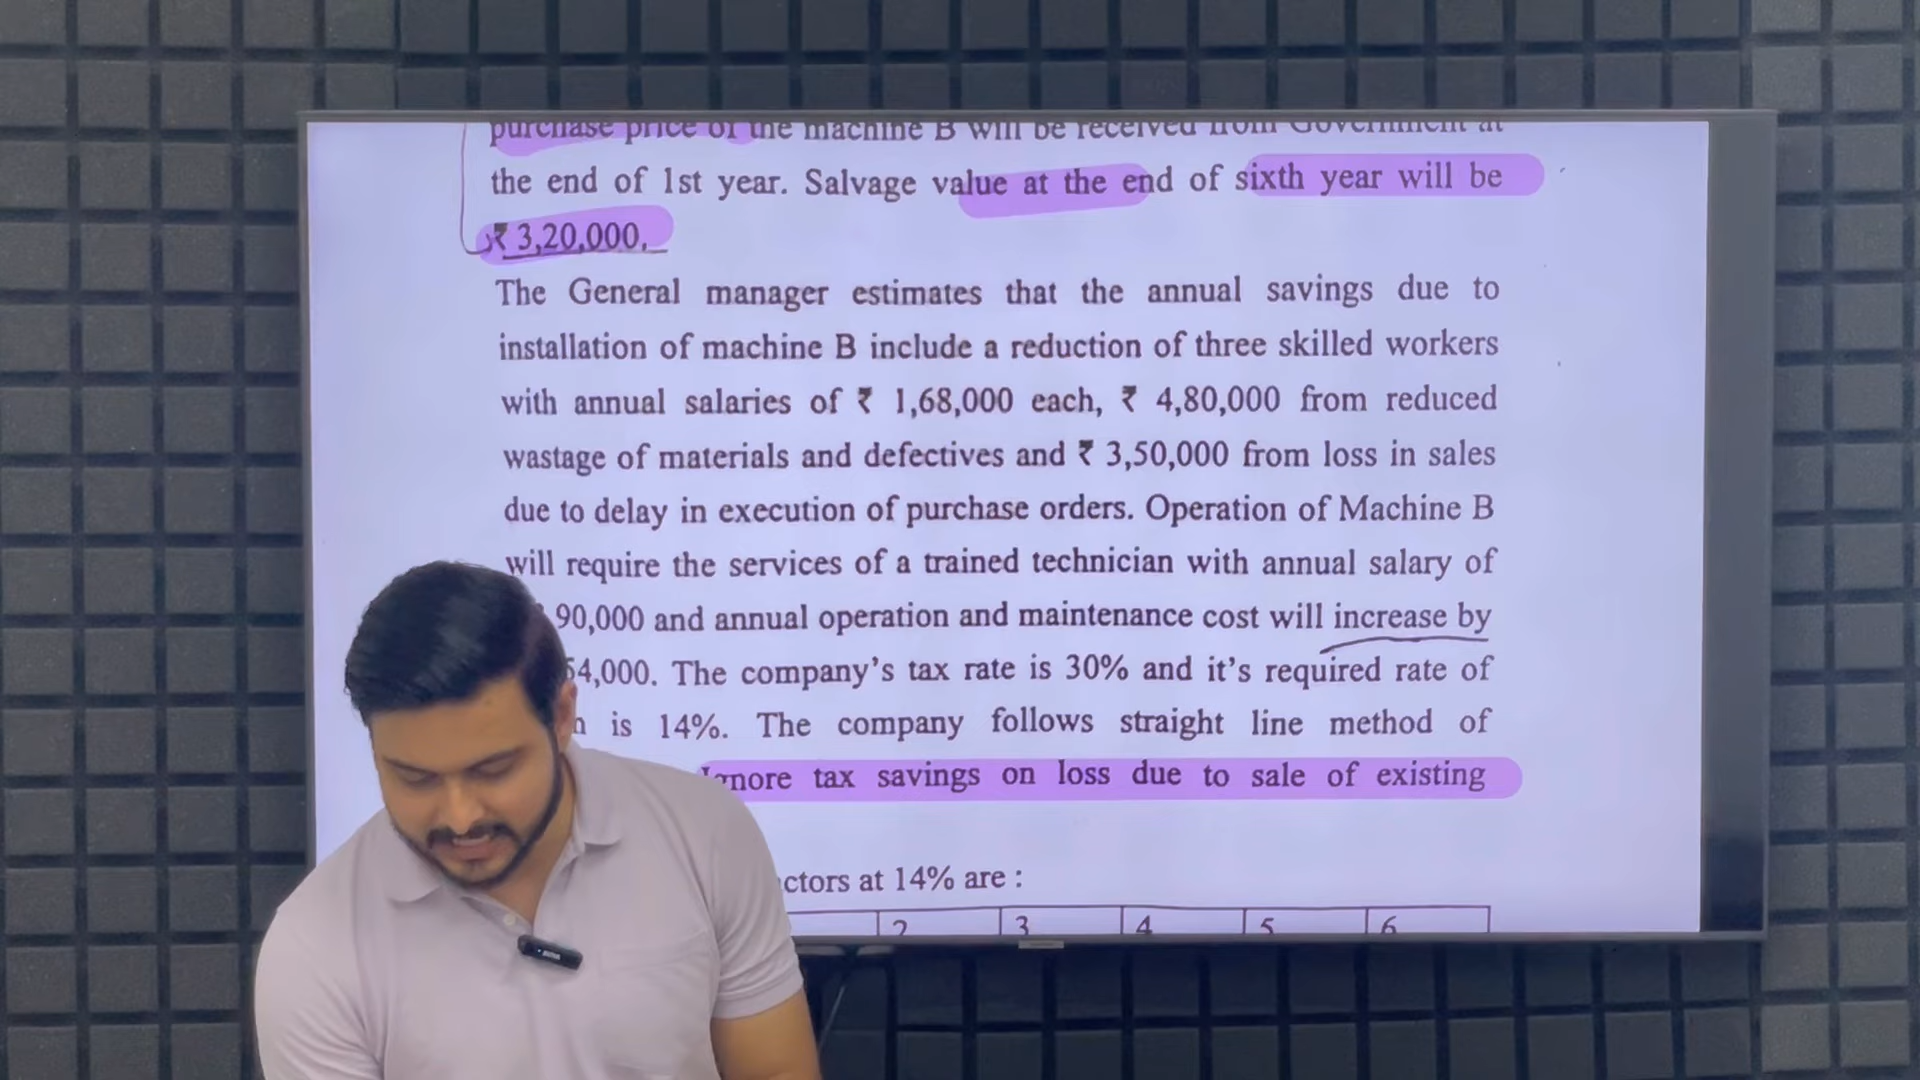 purchase price of the machine B will be received from Government at
the end of 1st year. Salvage value at the end of sixth year will be
₹ 3,20,000.
The General manager estimates that the annual savings due to
installation of machine B include a reduction of three skilled workers
with annual salaries of ₹ 1,68,000 each, ₹ 4,80,000 from reduced
wastage of materials and defectives and ₹ 3,50,000 from loss in sales
due to delay in execution of purchase orders. Operation of Machine B
will require the services of a trained technician with annual salary of
90,000 and annual operation and maintenance cost will increase by
4,000. The company's tax rate is 30% and it's required rate of
is 14%. The company follows straight line method of
tax savings on loss due to sale of existing
at 14% are :
2 3 4 5 6